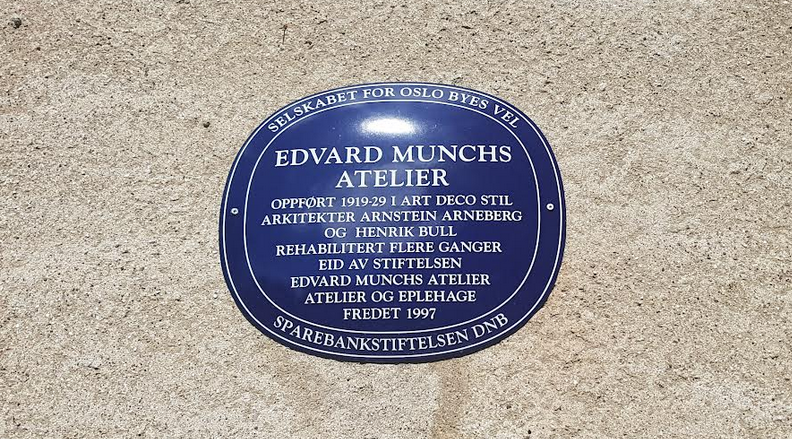 SELSKABET FOR OSLO BYES VEL
EDVARD MUNCHS
ATELIER
OPPFØRT 1919-29 I ART DECO STIL
ARKITEKTER ARNSTEIN ARNEBERG
OG HENRIK BULL
REHABILITERT FLERE GANGER
EID AV STIFTELSEN
EDVARD MUNCHS ATELIER
ATELIER OG EPLEHAGE
FREDET 1997
SPAREBANKSTIFTELSEN DNB